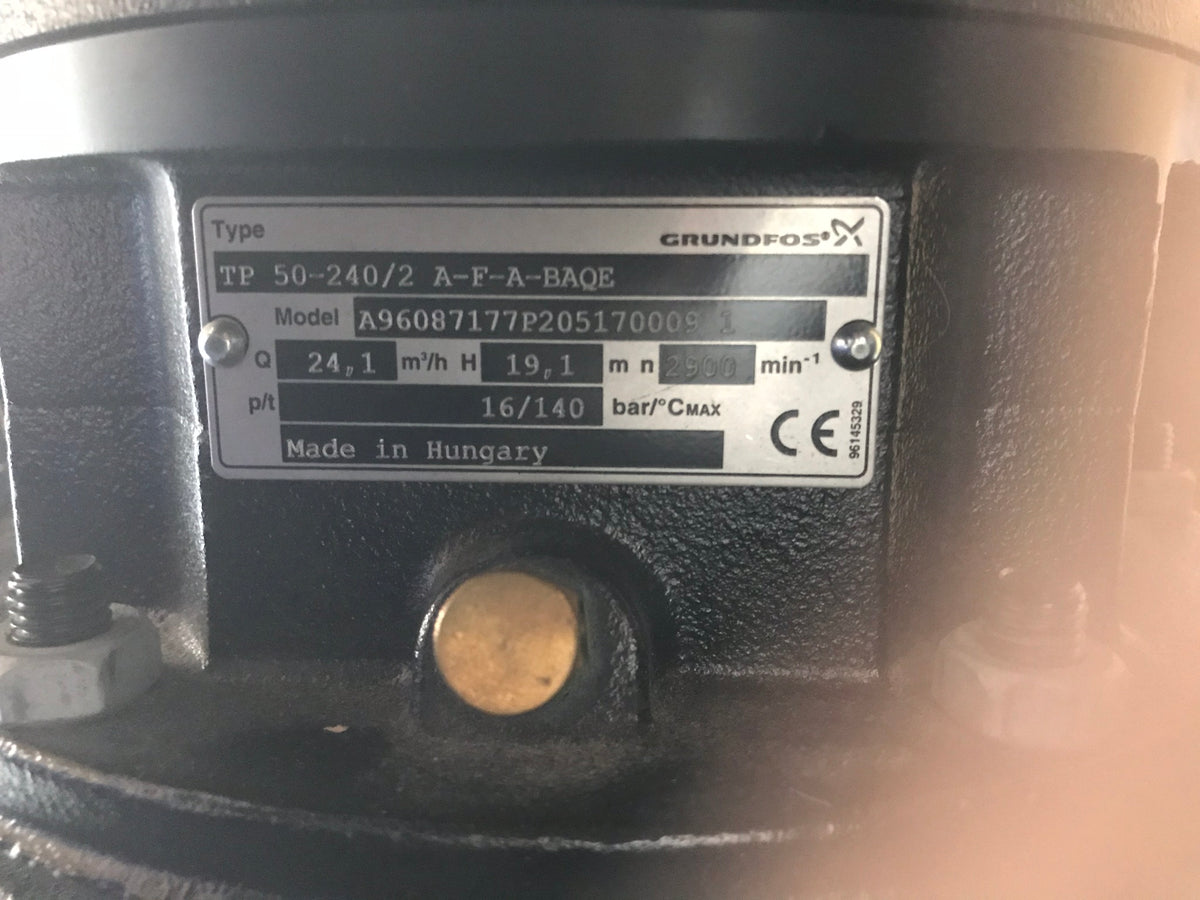 Type GRUNDFOS
TP 50-240/2 A-F-A-BAQE
Model A96087177P205170009 1
Q 24,1 m³/h H 19,1 m n 2900 min⁻¹
p/t 16/140 bar/°CMAX
Made in Hungary
CE
96145329